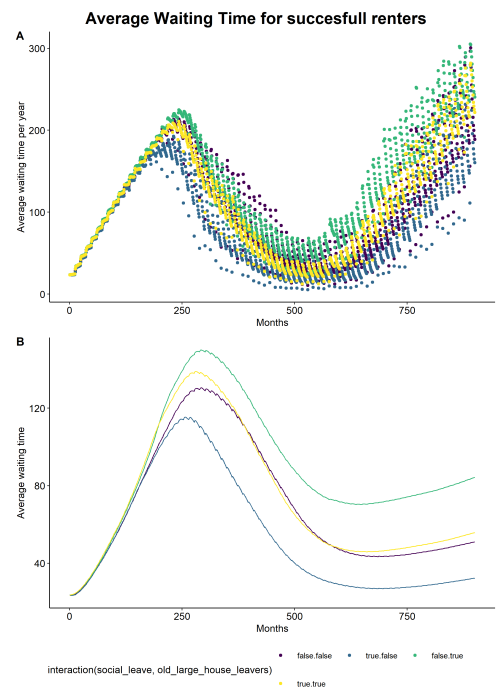 Average Waiting Time for succesfull renters
A
Average waiting time per year
300
200
100
0
0 250 500 750
Months
B
Average waiting time
120
80
40
0 250 500 750
Months
interaction(social_leave, old_large_house_leavers)
false.false true.false false.true
true.true